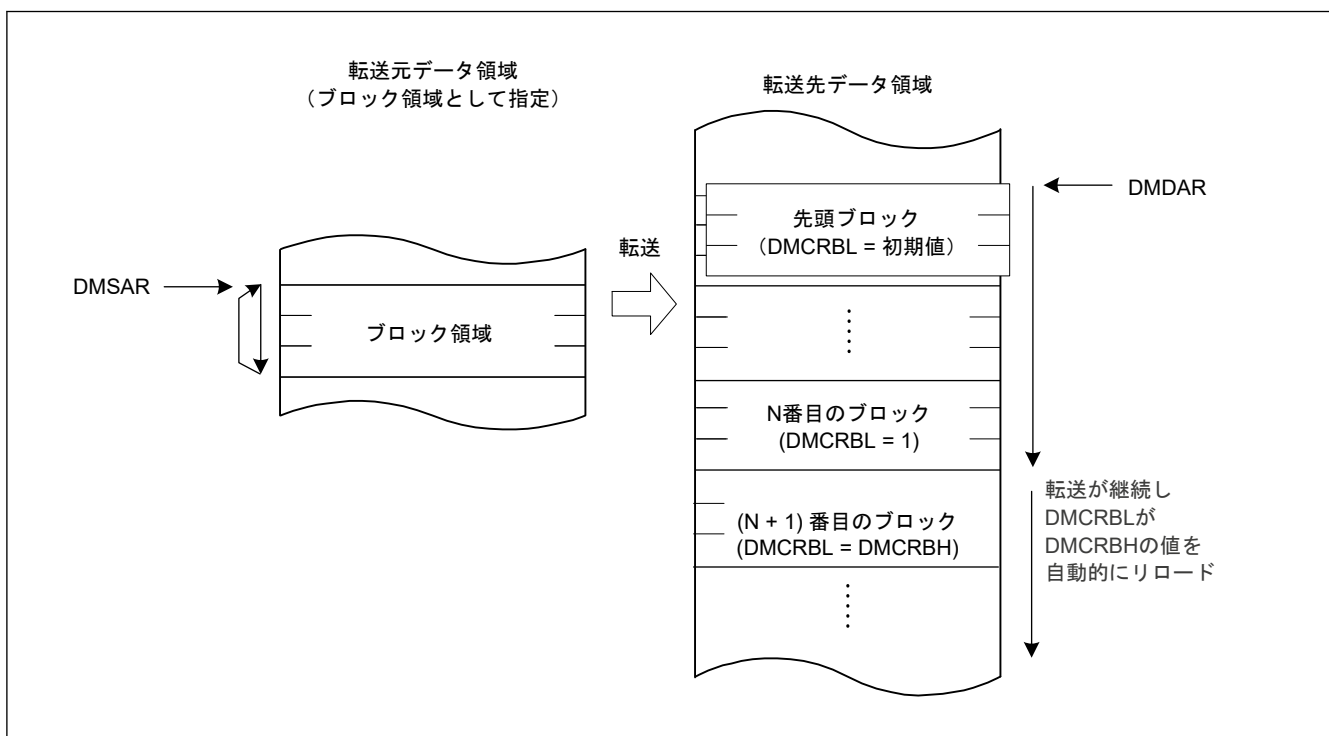 転送元データ領域
（ブロック領域として指定）
DMSAR
ブロック領域
転送
転送先データ領域
DMDAR
先頭ブロック
（DMCRBL = 初期値）
N番目のブロック
(DMCRBL = 1)
(N + 1) 番目のブロック
(DMCRBL = DMCRBH)
転送が継続し
DMCRBLが
DMCRBHの値を
自動的にリロード